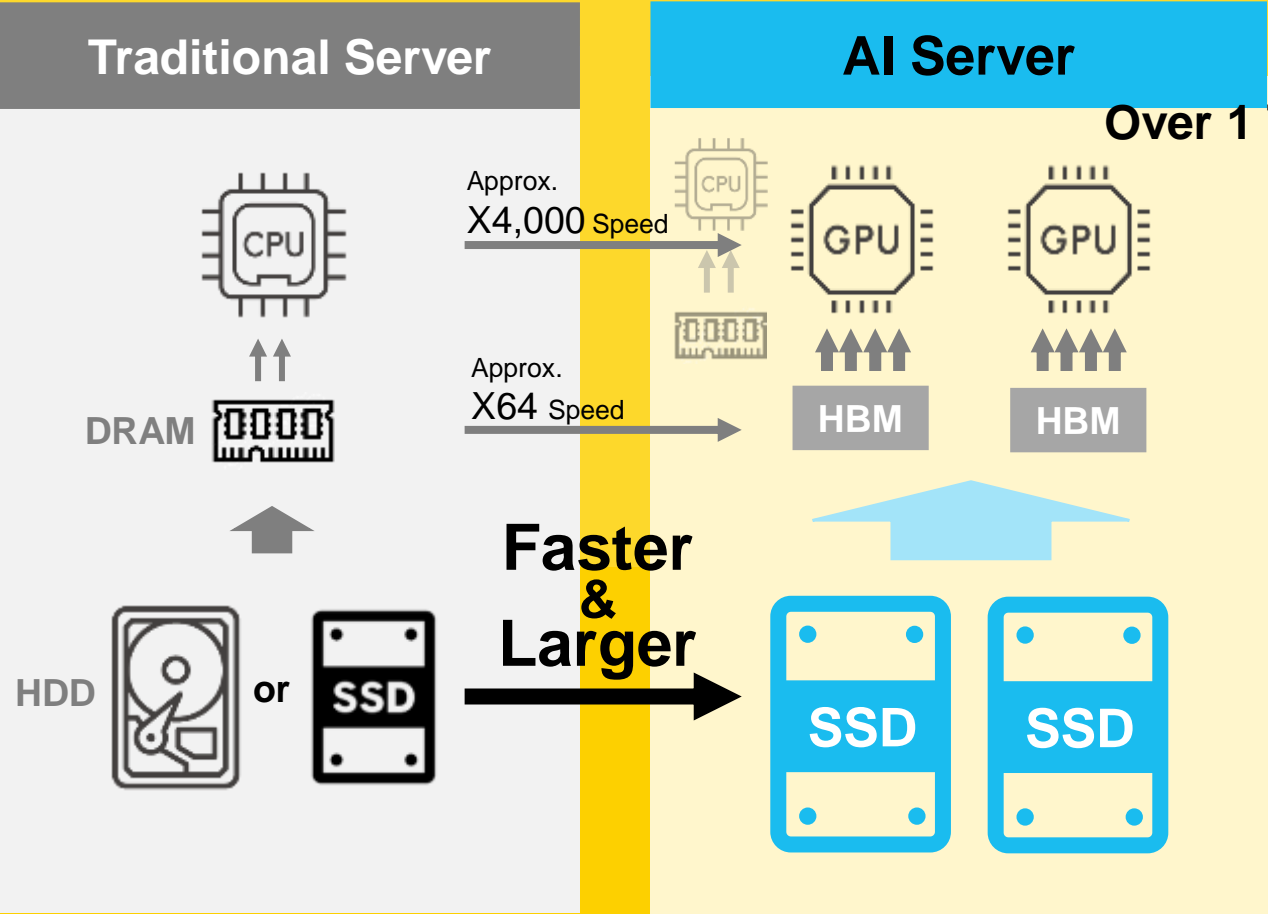 Traditional Server
AI Server
Over 1
Approx.
X4,000 Speed
CPU
CPU
GPU
GPU
Approx.
X64 Speed
DRAM
HBM
HBM
Faster
&
Larger
HDD
or
SSD
SSD
SSD